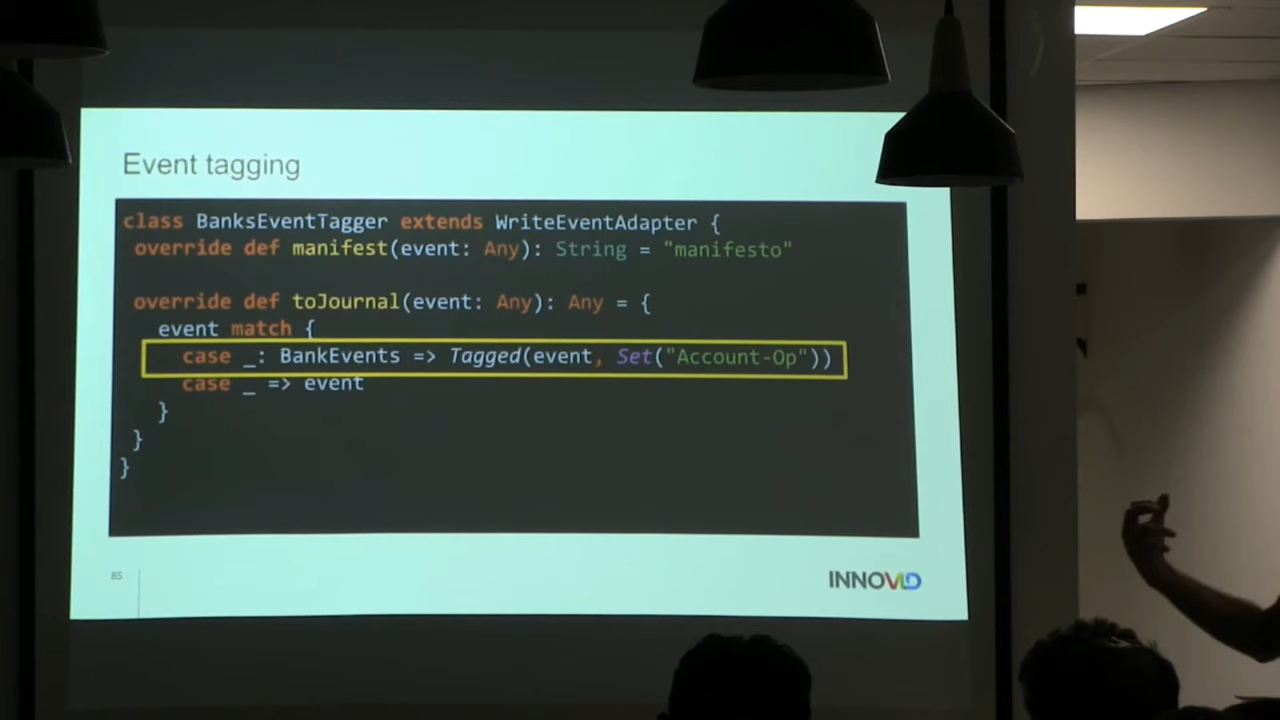 Event tagging
class BanksEventTagger extends WriteEventAdapter {
override def manifest(event: Any): String = "manifesto"
override def toJournal(event: Any): Any = {
event match {
case _: BankEvents => Tagged(event, Set("Account-Op"))
case _ => event
}
}
}
85
INNOVID